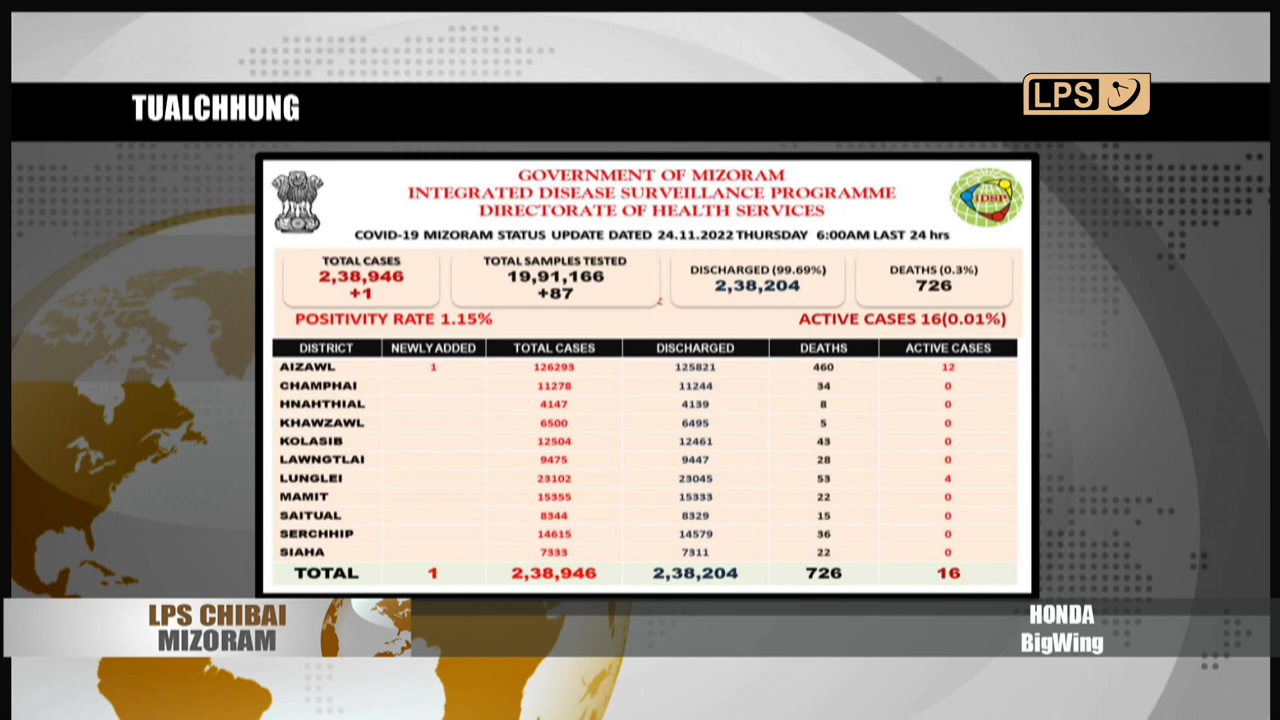 TUALCHHUNG
LPS
GOVERNMENT OF MIZORAM
INTEGRATED DISEASE SURVEILLANCE PROGRAMME
DIRECTORATE OF HEALTH SERVICES
IDSP
COVID-19 MIZORAM STATUS UPDATE DATED 24.11.2022 THURSDAY 6:00AM LAST 24 hrs
TOTAL CASES
2,38,946
+1
TOTAL SAMPLES TESTED
19,91,166
+87
DISCHARGED (99.69%)
2,38,204
DEATHS (0.3%)
726
POSITIVITY RATE 1.15% ACTIVE CASES 16(0.01%)
DISTRICT NEWLY ADDED TOTAL CASES DISCHARGED DEATHS ACTIVE CASES
AIZAWL 1 126293 125821 460 12
CHAMPHAI 11278 11244 34 0
HNAHTHIAL 4147 4139 8 0
KHAWZAWL 6500 6495 5 0
KOLASIB 12504 12461 43 0
LAWNGTLAI 9475 9447 28 0
LUNGLEI 23102 23045 53 4
MAMIT 15355 15333 22 0
SAITUAL 8344 8329 15 0
SERCHHIP 14615 14579 36 0
SIAHA 7333 7311 22 0
TOTAL 1 2,38,946 2,38,204 726 16
LPS CHIBAI
MIZORAM
HONDA
BigWing